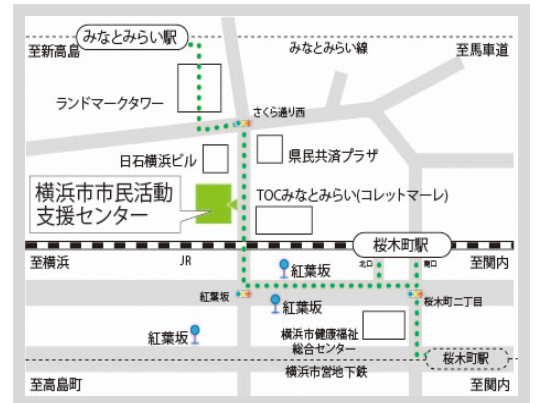 みなとみらい駅
至新高島
みなとみらい線
至馬車道
ランドマークタワー
さくら通り西
日石横浜ビル
県民共済プラザ
横浜市市民活動
支援センター
TOCみなとみらい(コレットマーレ)
桜木町駅
至横浜
JR
北口
南口
至関内
紅葉坂
紅葉坂
紅葉坂
桜木町二丁目
紅葉坂
横浜市健康福祉
総合センター
桜木町駅
横浜市営地下鉄
至高島町
至関内